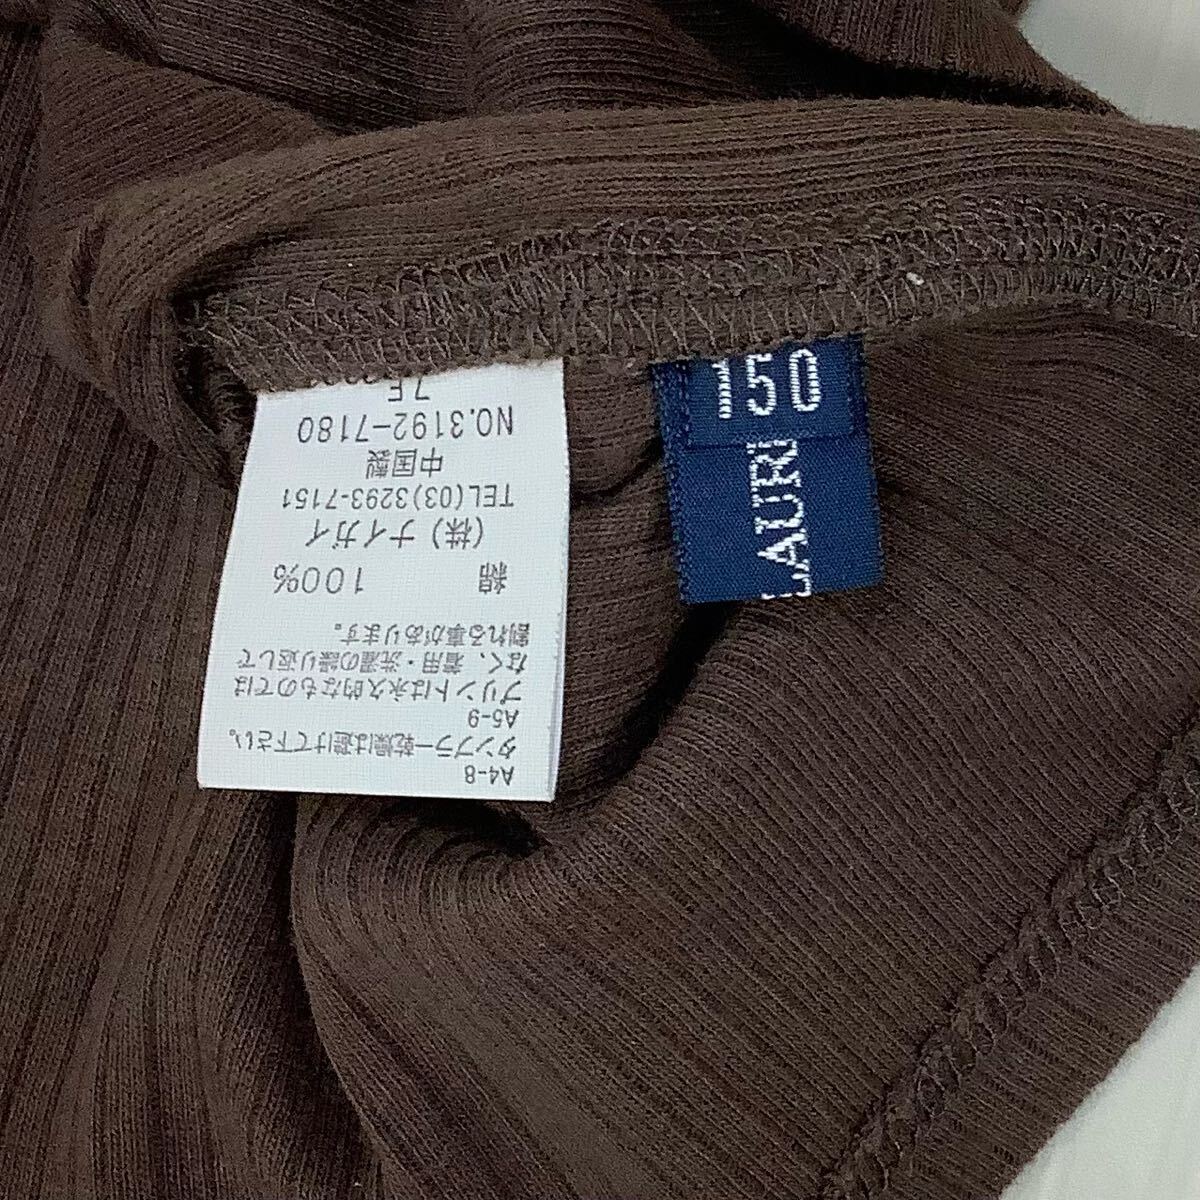 A4-8
タンブラー乾燥は避けて下さい。
A5-9
プリントは永久的なものでは
なく、着用・洗濯の繰り返しで
割れる事があります。
綿 100%
(株)ナイガイ
TEL(03)3293-7151
中国製
NO.3192-7180
7F
150
LAUR